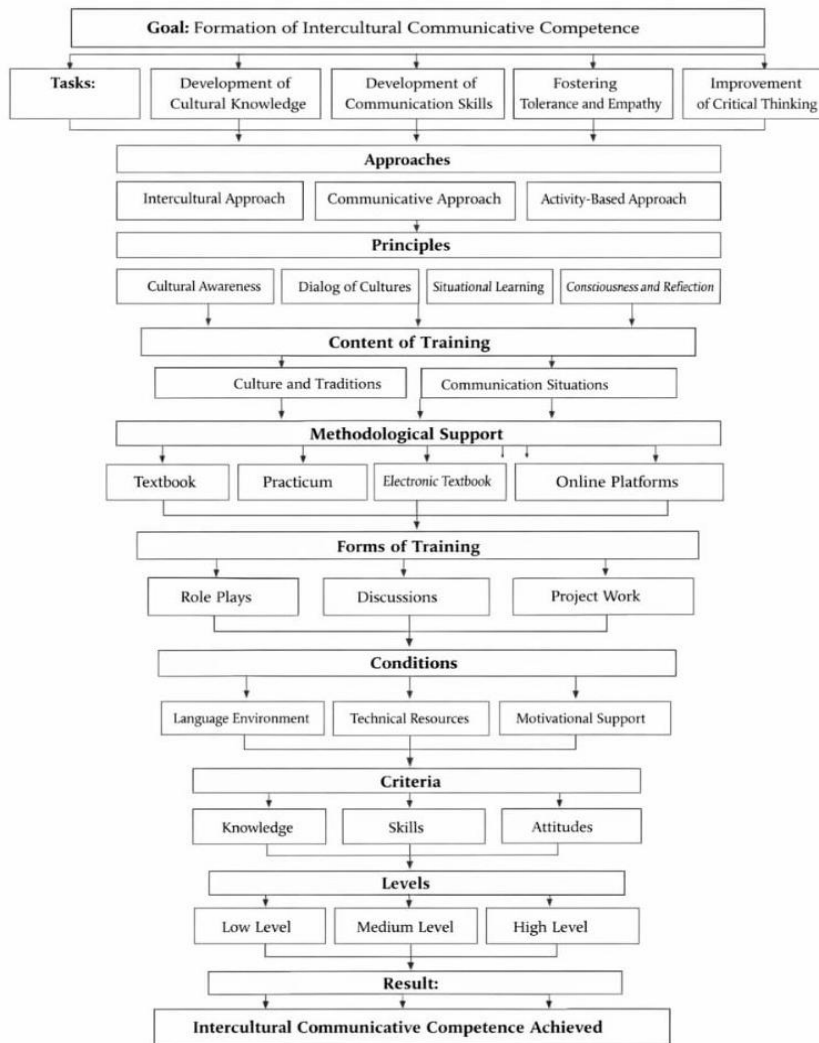 Goal: Formation of Intercultural Communicative Competence
Tasks:
Development of
Cultural Knowledge
Development of
Communication Skills
Fostering
Tolerance and Empathy
Improvement
of Critical Thinking
Approaches
Intercultural Approach
Communicative Approach
Activity-Based Approach
Principles
Cultural Awareness
Dialog of Cultures
Situational Learning
Consciousness and Reflection
Content of Training
Culture and Traditions
Communication Situations
Methodological Support
Textbook
Practicum
Electronic Textbook
Online Platforms
Forms of Training
Role Plays
Discussions
Project Work
Conditions
Language Environment
Technical Resources
Motivational Support
Criteria
Knowledge
Skills
Attitudes
Levels
Low Level
Medium Level
High Level
Result:
Intercultural Communicative Competence Achieved